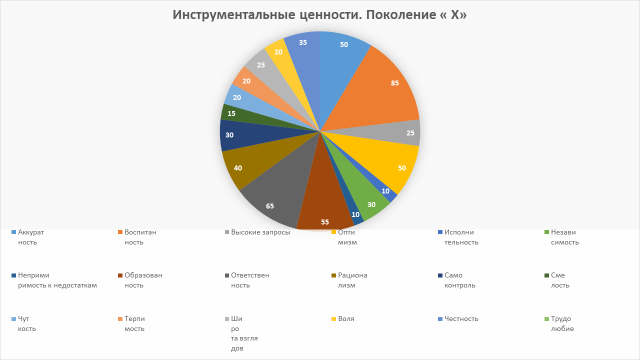 Инструментальные ценности. Поколение « Х»
35
50
20
25
85
20
20
15
25
30
50
40
10
30
65
10
55
Аккурат
ность
Воспитан
ность
Высокие запросы
Опти
мизм
Исполни
тельность
Незави
симость
Неприми
римость к недостаткам
Образован
ность
Ответствен
ность
Рациона
лизм
Само
контроль
Сме
лость
Чут
кость
Терпи
мость
Ши
ро
та взгля
дов
Воля
Честность
Трудо
любие